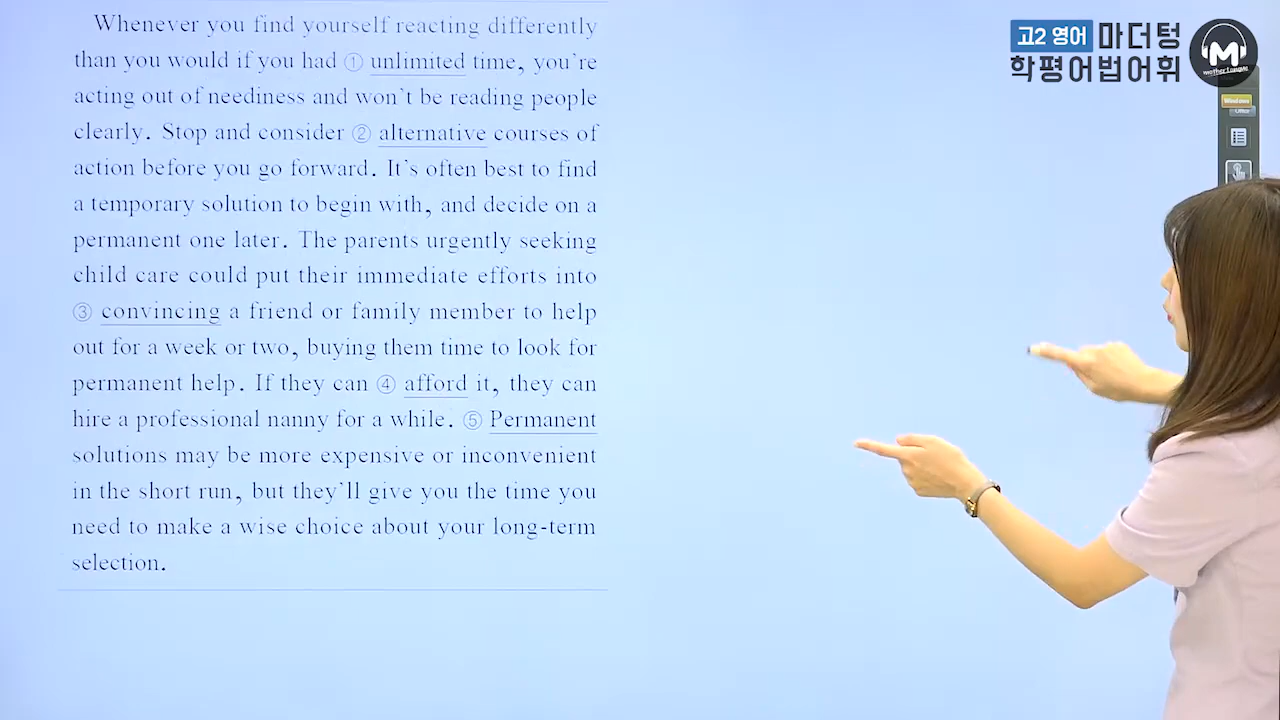 Whenever you find yourself reacting differently
than you would if you had ① unlimited time, you’re
acting out of neediness and won’t be reading people
clearly. Stop and consider ② alternative courses of
action before you go forward. It’s often best to find
a temporary solution to begin with, and decide on a
permanent one later. The parents urgently seeking
child care could put their immediate efforts into
③ convincing a friend or family member to help
out for a week or two, buying them time to look for
permanent help. If they can ④ afford it, they can
hire a professional nanny for a while. ⑤ Permanent
solutions may be more expensive or inconvenient
in the short run, but they’ll give you the time you
need to make a wise choice about your long-term
selection.
고2 영어 마더텅
학평어법어휘
M
mother tongue
Windows
Office